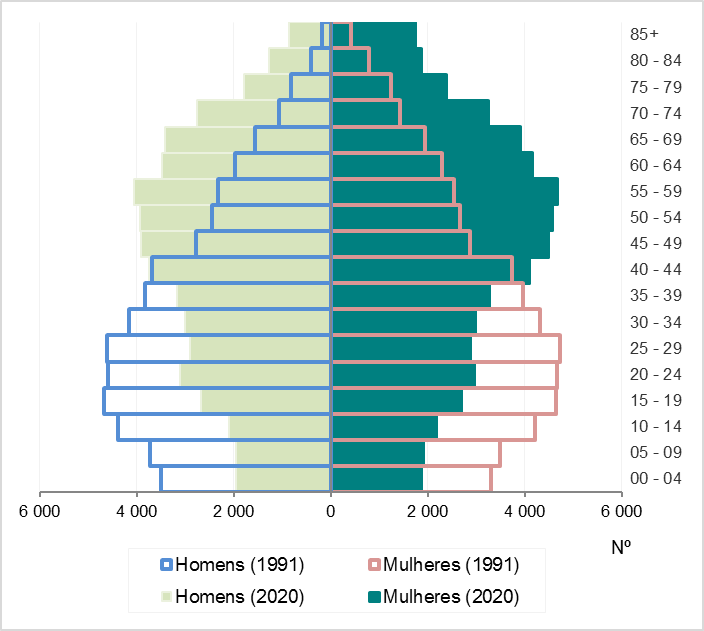 85+
80 - 84
75 - 79
70 - 74
65 - 69
60 - 64
55 - 59
50 - 54
45 - 49
40 - 44
35 - 39
30 - 34
25 - 29
20 - 24
15 - 19
10 - 14
05 - 09
00 - 04
6 000 4 000 2 000 0 2 000 4 000 6 000
Nº
Homens (1991) Mulheres (1991)
Homens (2020) Mulheres (2020)